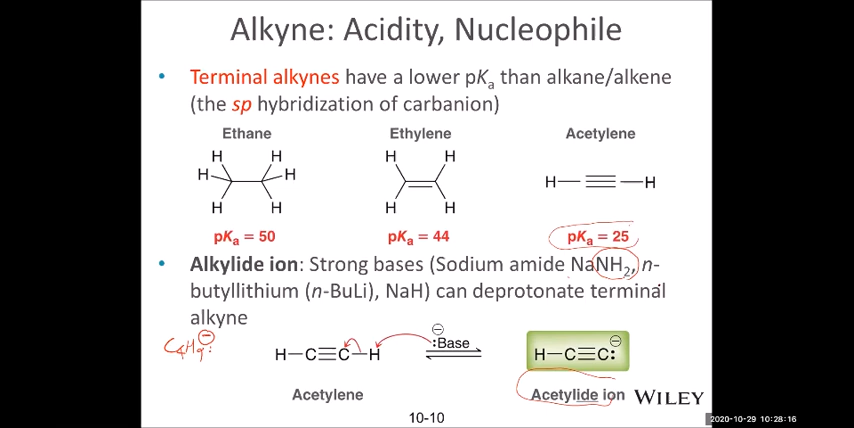 Alkyne: Acidity, Nucleophile
• Terminal alkynes have a lower pKa than alkane/alkene
(the sp hybridization of carbanion)
Ethane Ethylene Acetylene
H H H H
H H H H
H H H H
pKa = 50 pKa = 44 pKa = 25
• Alkylide ion: Strong bases (Sodium amide NaNH2, n-
butyllithium (n-BuLi), NaH) can deprotonate terminal
alkyne
C4H9:⊖
H–C≡C–H ⊖:Base H–C≡C:⊖
Acetylene Acetylide ion WILEY
10-10
2020-10-29 10:28:16